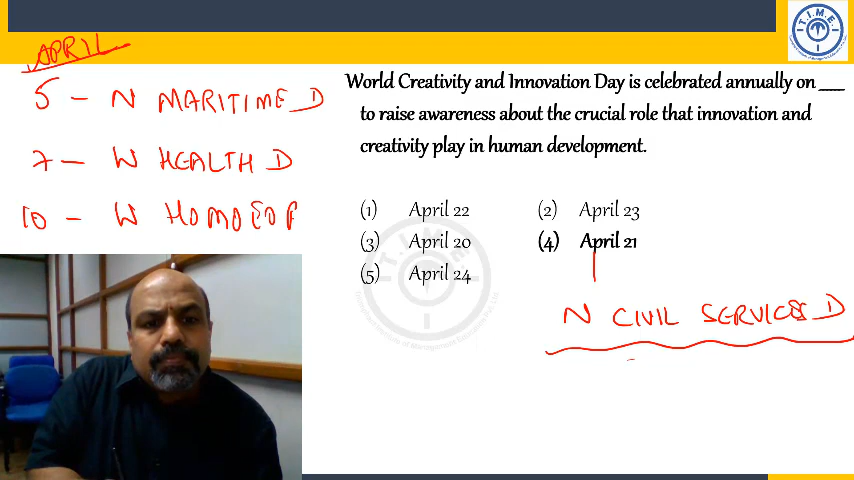 T.I.M.E.
APRIL
5 - N MARITIME D
7 - W HEALTH D
10 - W HOMOEOP
World Creativity and Innovation Day is celebrated annually on ____
to raise awareness about the crucial role that innovation and
creativity play in human development.
(1) April 22 (2) April 23
(3) April 20 (4) April 21
(5) April 24
N CIVIL SERVICES D